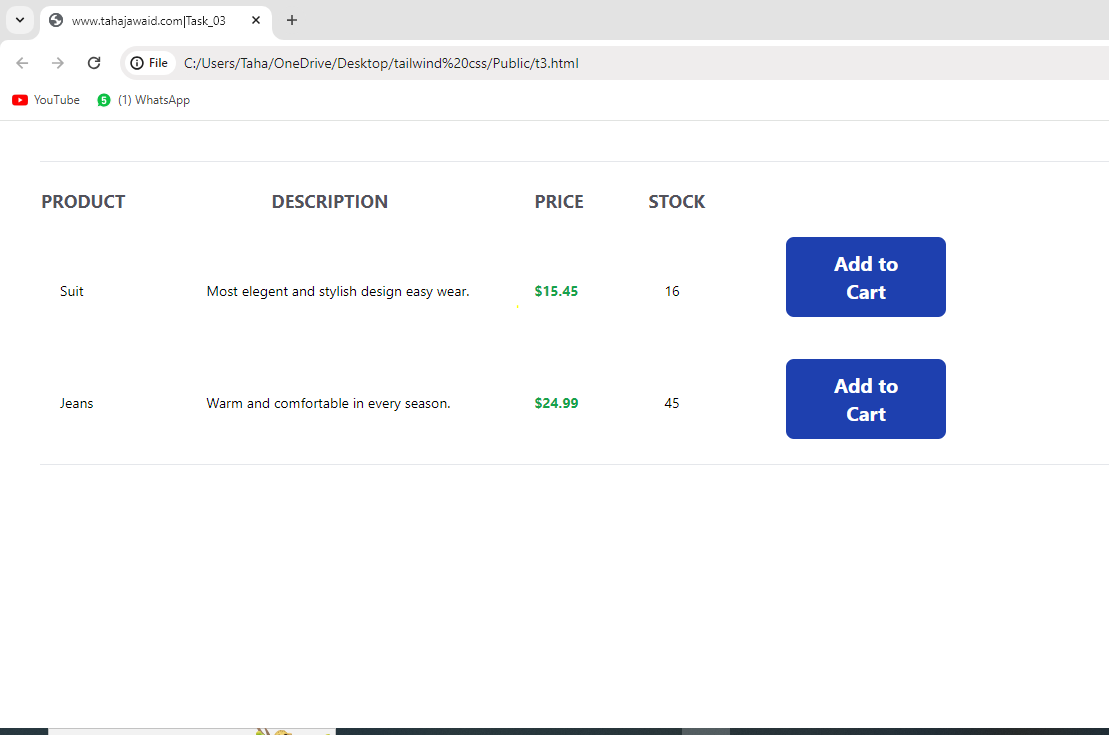 www.tahajawaid.com|Task_03
File C:/Users/Taha/OneDrive/Desktop/tailwind%20css/Public/t3.html
YouTube (1) WhatsApp
PRODUCT DESCRIPTION PRICE STOCK
Suit Most elegent and stylish design easy wear. $15.45 16 Add to
Cart
Jeans Warm and comfortable in every season. $24.99 45 Add to
Cart